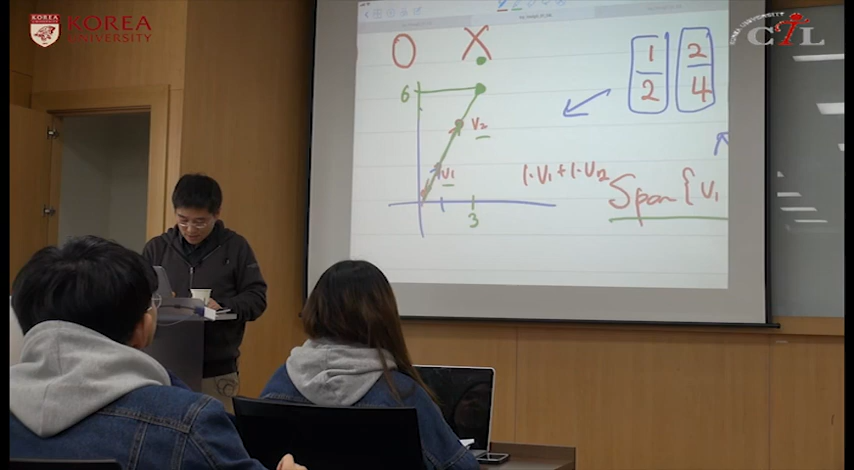 KOREA
UNIVERSITY
KOREA
UNIVERSITY
CTL
O X
1 2
2 4
6
V2
V1
1·V1+1·V2
Span{V1
3